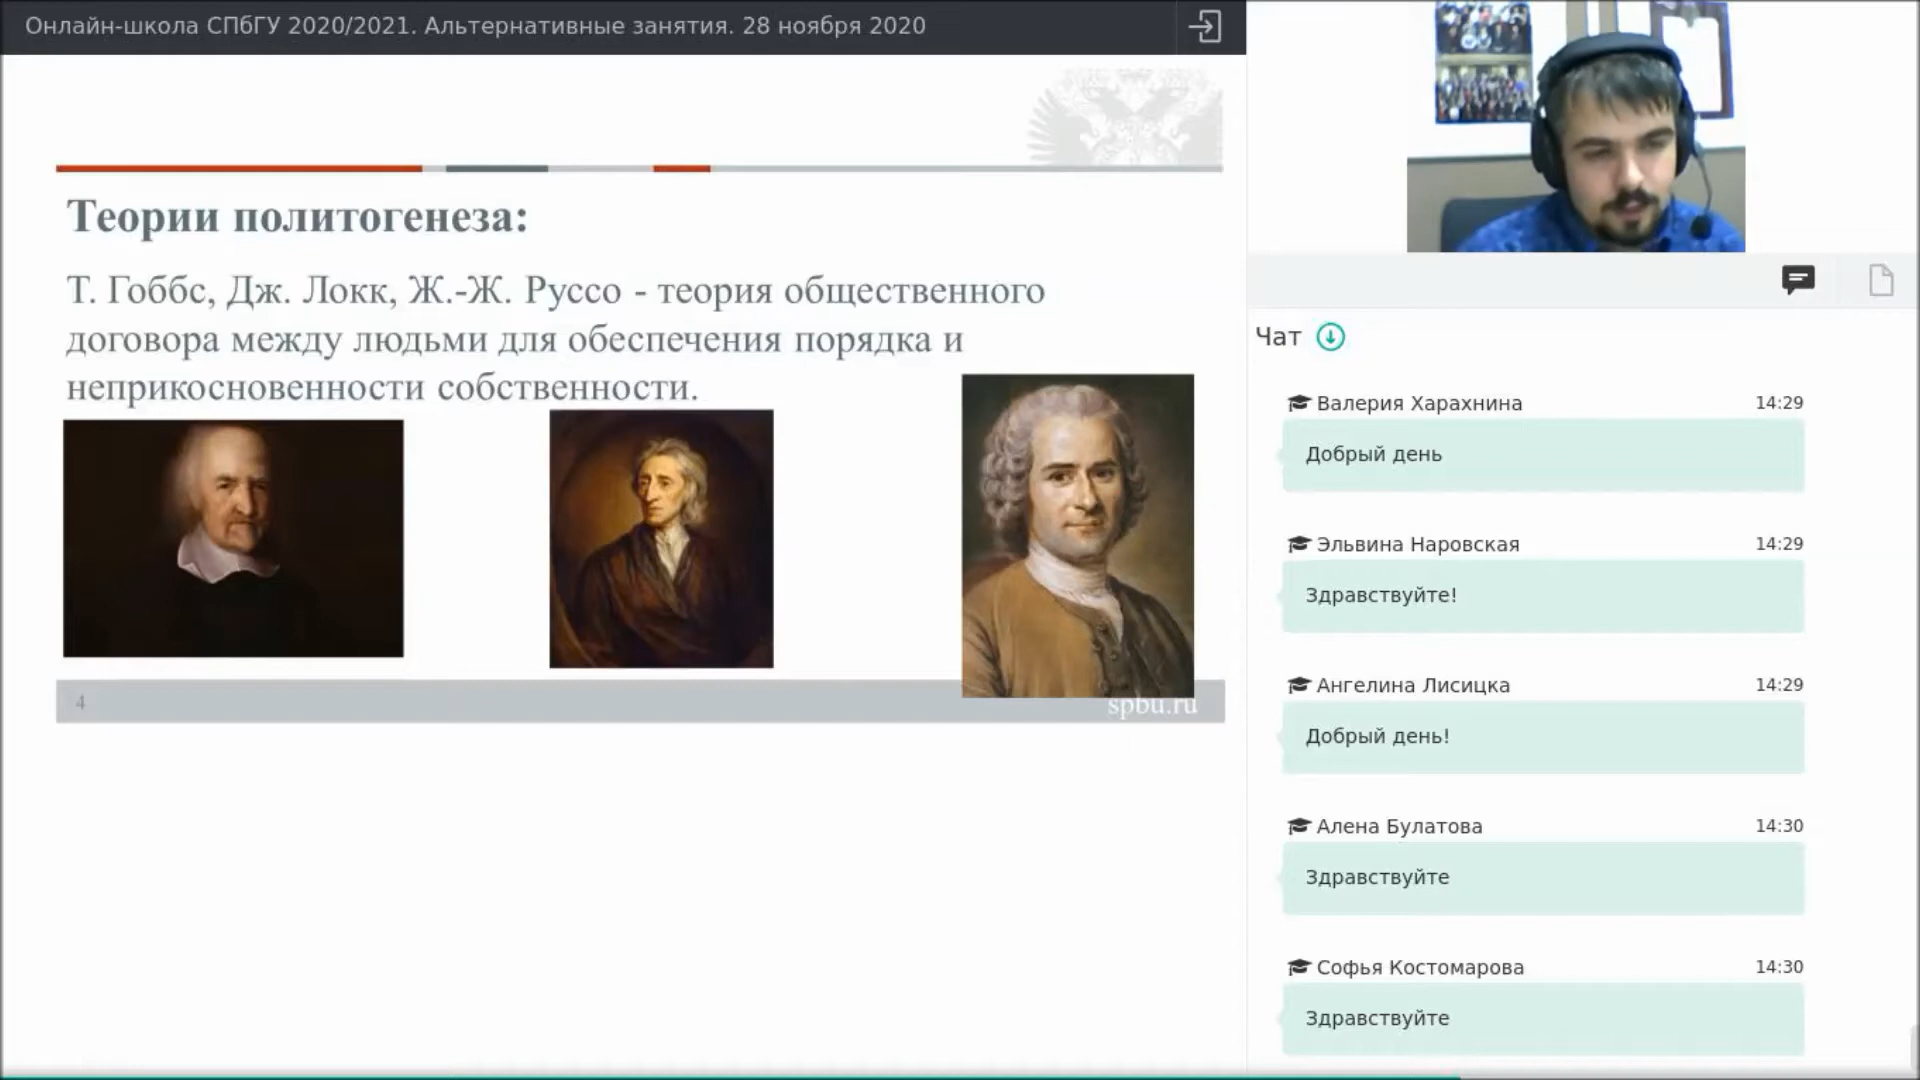 Онлайн-школа СПбГУ 2020/2021. Альтернативные занятия. 28 ноября 2020
Теории политогенеза:
Т. Гоббс, Дж. Локк, Ж.-Ж. Руссо - теория общественного
договора между людьми для обеспечения порядка и
неприкосновенности собственности.
4
spbu.ru
Чат
Валерия Харахнина 14:29
Добрый день
Эльвина Наровская 14:29
Здравствуйте!
Ангелина Лисицка 14:29
Добрый день!
Алена Булатова 14:30
Здравствуйте
Софья Костомарова 14:30
Здравствуйте